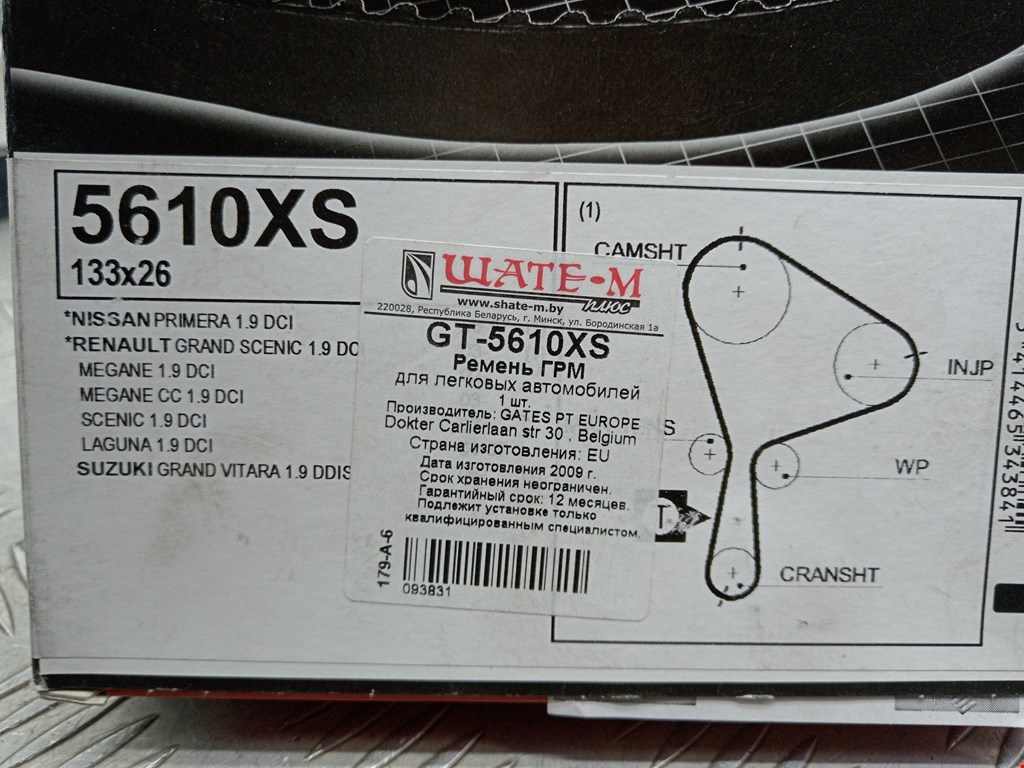 5610XS
133x26
*NISSAN PRIMERA 1.9 DCI
*RENAULT GRAND SCENIC 1.9 DC
MEGANE 1.9 DCI
MEGANE CC 1.9 DCI
SCENIC 1.9 DCI
LAGUNA 1.9 DCI
SUZUKI GRAND VITARA 1.9 DDIS
ШАТЕ-М
плюс
www.shate-m.by
220028, Республика Беларусь, г. Минск, ул. Бородинская 1а
GT-5610XS
Ремень ГРМ
для легковых автомобилей
1 шт.
Производитель: GATES PT EUROPE
Dokter Carlierlaan str 30 , Belgium
Страна изготовления: EU
Дата изготовления 2009 г.
Срок хранения неограничен.
Гарантийный срок: 12 месяцев.
Подлежит установке только
квалифицированным специалистом.
179-А-6
093831
(1)
CAMSHT
INJP
S
WP
T
CRANSHT
5 414465 343841